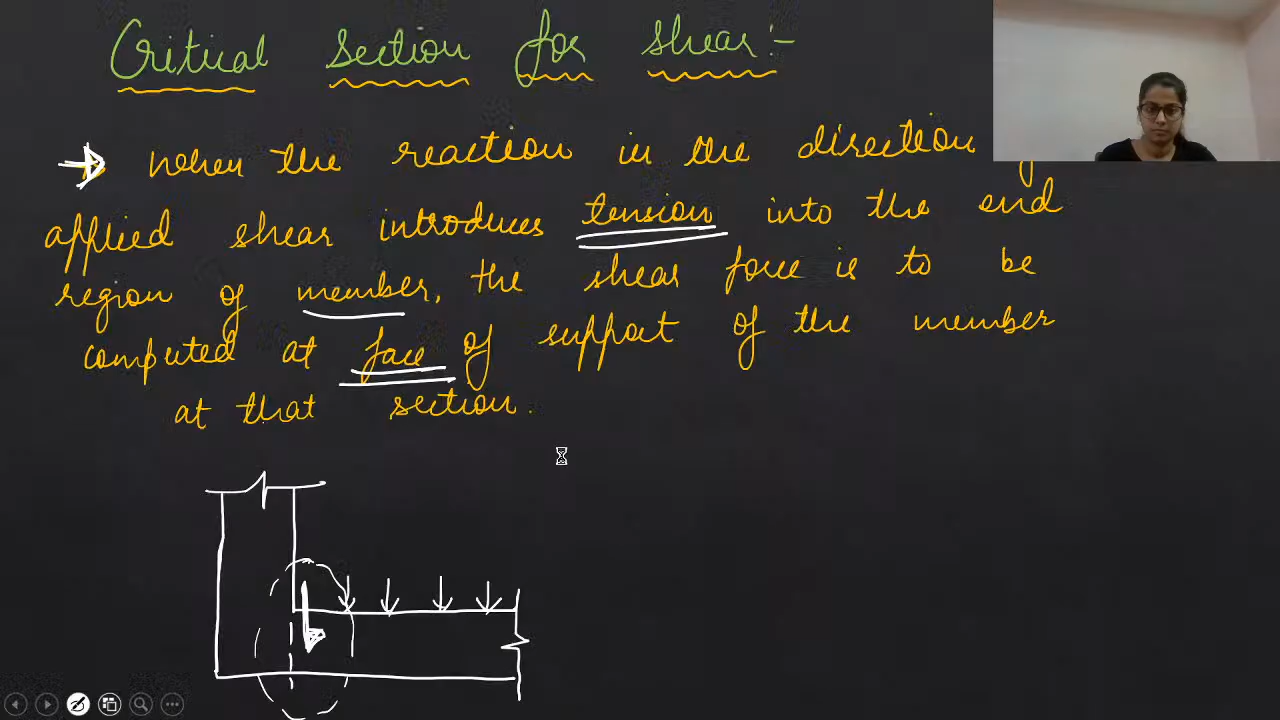 Critical section for shear :-
→ When the reaction in the direction
applied shear introduces tension into the end
region of member, the shear force is to be
computed at face of support of the member
at that section.